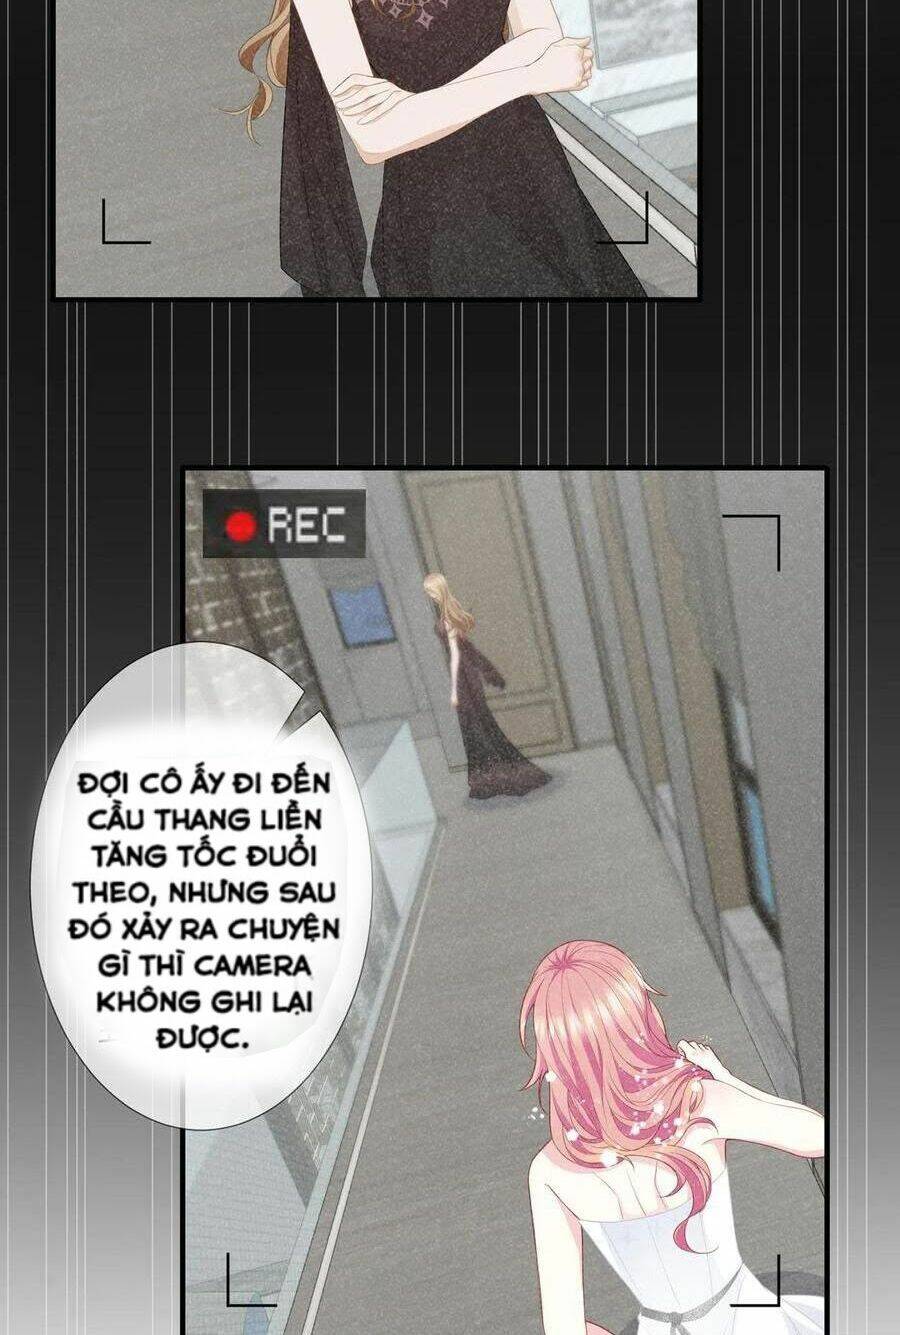 REC
ĐỢI CÔ ẤY ĐI ĐẾN
CẦU THANG LIỀN
TĂNG TỐC ĐUỔI
THEO, NHƯNG SAU
ĐÓ XẢY RA CHUYỆN
GÌ THÌ CAMERA
KHÔNG GHI LẠI
ĐƯỢC.